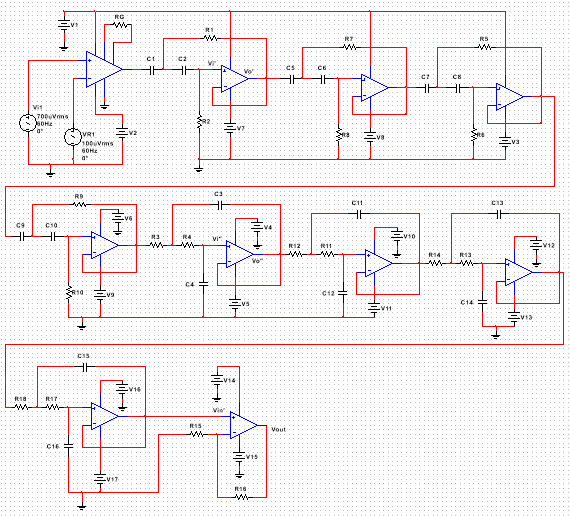 RG
V1
R1
C1
C2
Vi'
Vo'
R7
R5
C5
C6
C7
C8
Vi1
700uVrms
60Hz
0°
VR1
100uVrms
60Hz
0°
V2
R2
V7
R8
V8
R6
V3
R9
V6
C3
V4
C11
V10
C13
V12
C9
C10
R3
R4
Vi''
Vo''
R12
R11
R14
R13
R10
V9
C4
V5
C12
V11
C14
V13
C15
V16
V14
R18
R17
Vin'
R15
Vout
C16
V17
V15
R16